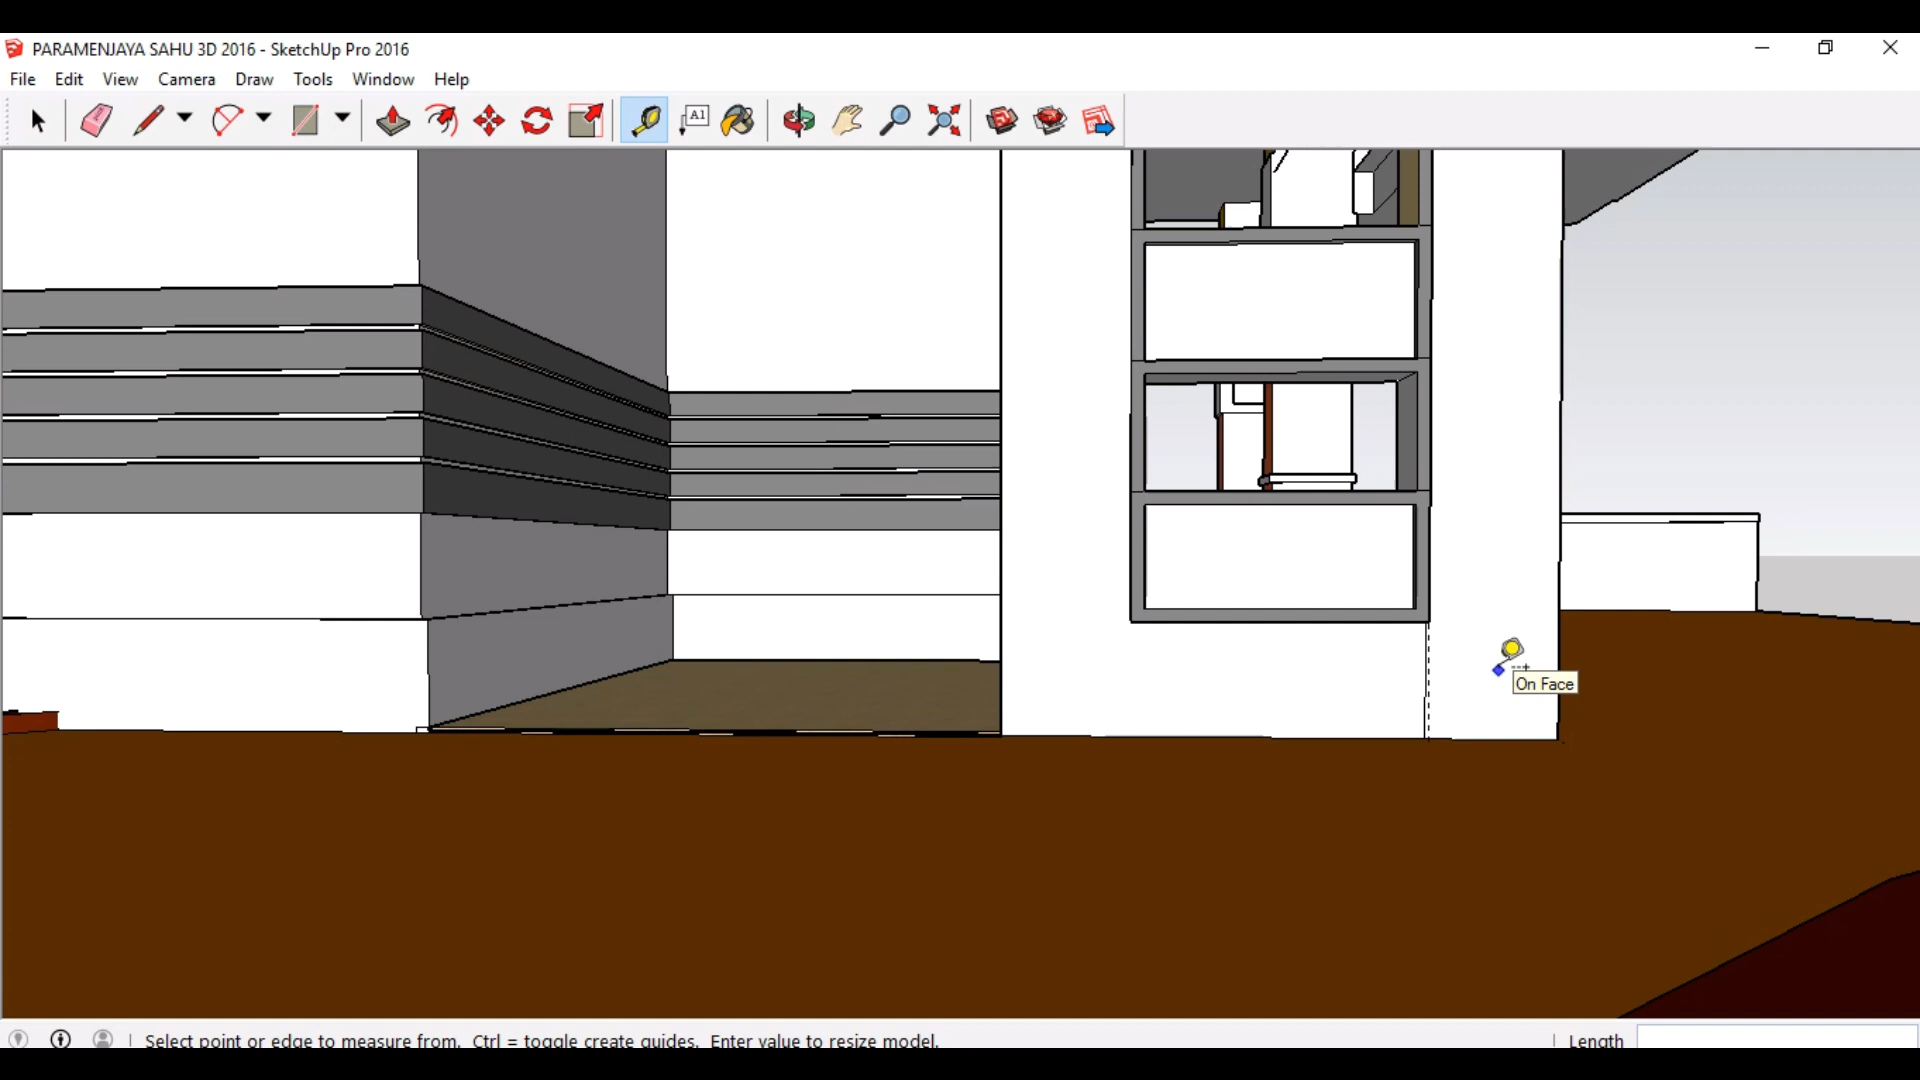 PARAMENJAYA SAHU 3D 2016 - SketchUp Pro 2016
File Edit View Camera Draw Tools Window Help
A1
On Face
Select point or edge to measure from. Ctrl = toggle create guides. Enter value to resize model.
Length